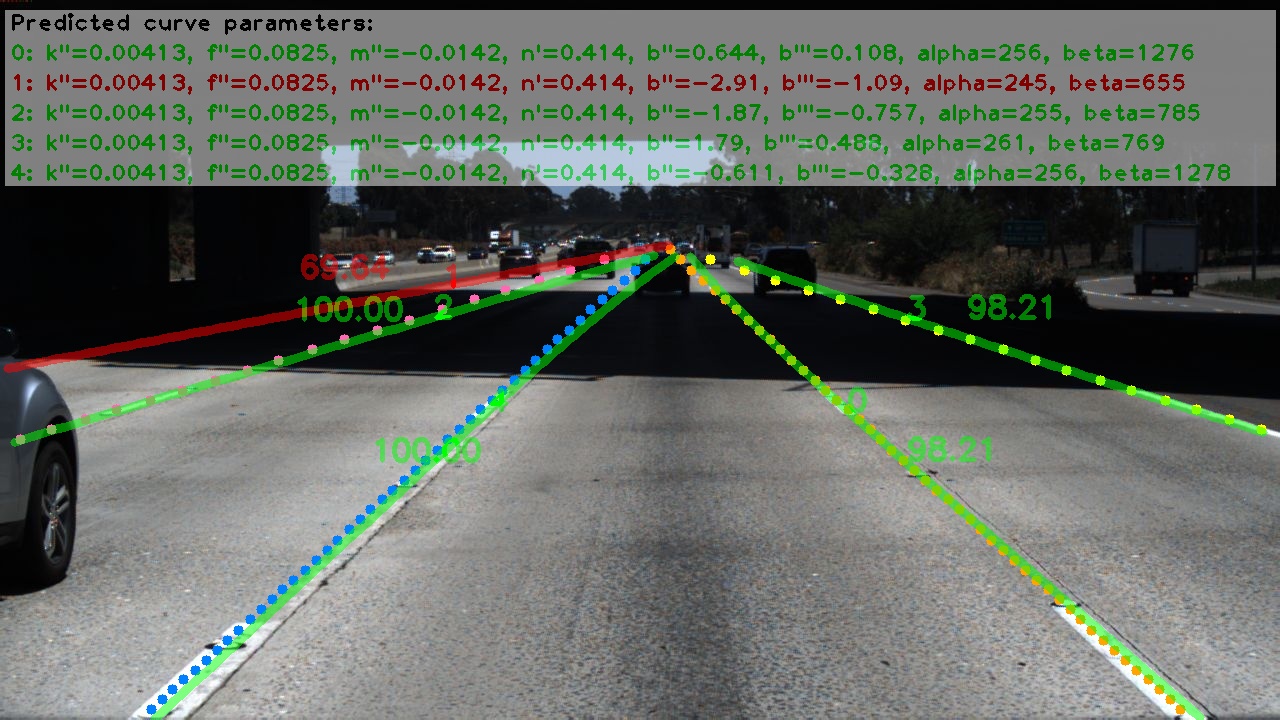 Predicted curve parameters:
0: k''=0.00413, f''=0.0825, m''=-0.0142, n'=0.414, b''=0.644, b'''=0.108, alpha=256, beta=1276
1: k''=0.00413, f''=0.0825, m''=-0.0142, n'=0.414, b''=-2.91, b'''=-1.09, alpha=245, beta=655
2: k''=0.00413, f''=0.0825, m''=-0.0142, n'=0.414, b''=-1.87, b'''=-0.757, alpha=255, beta=785
3: k''=0.00413, f''=0.0825, m''=-0.0142, n'=0.414, b''=1.79, b'''=0.488, alpha=261, beta=769
4: k''=0.00413, f''=0.0825, m''=-0.0142, n'=0.414, b''=-0.611, b'''=-0.328, alpha=256, beta=1278
69.64 1
100.00 2 3 98.21
4 0
100.00 98.21